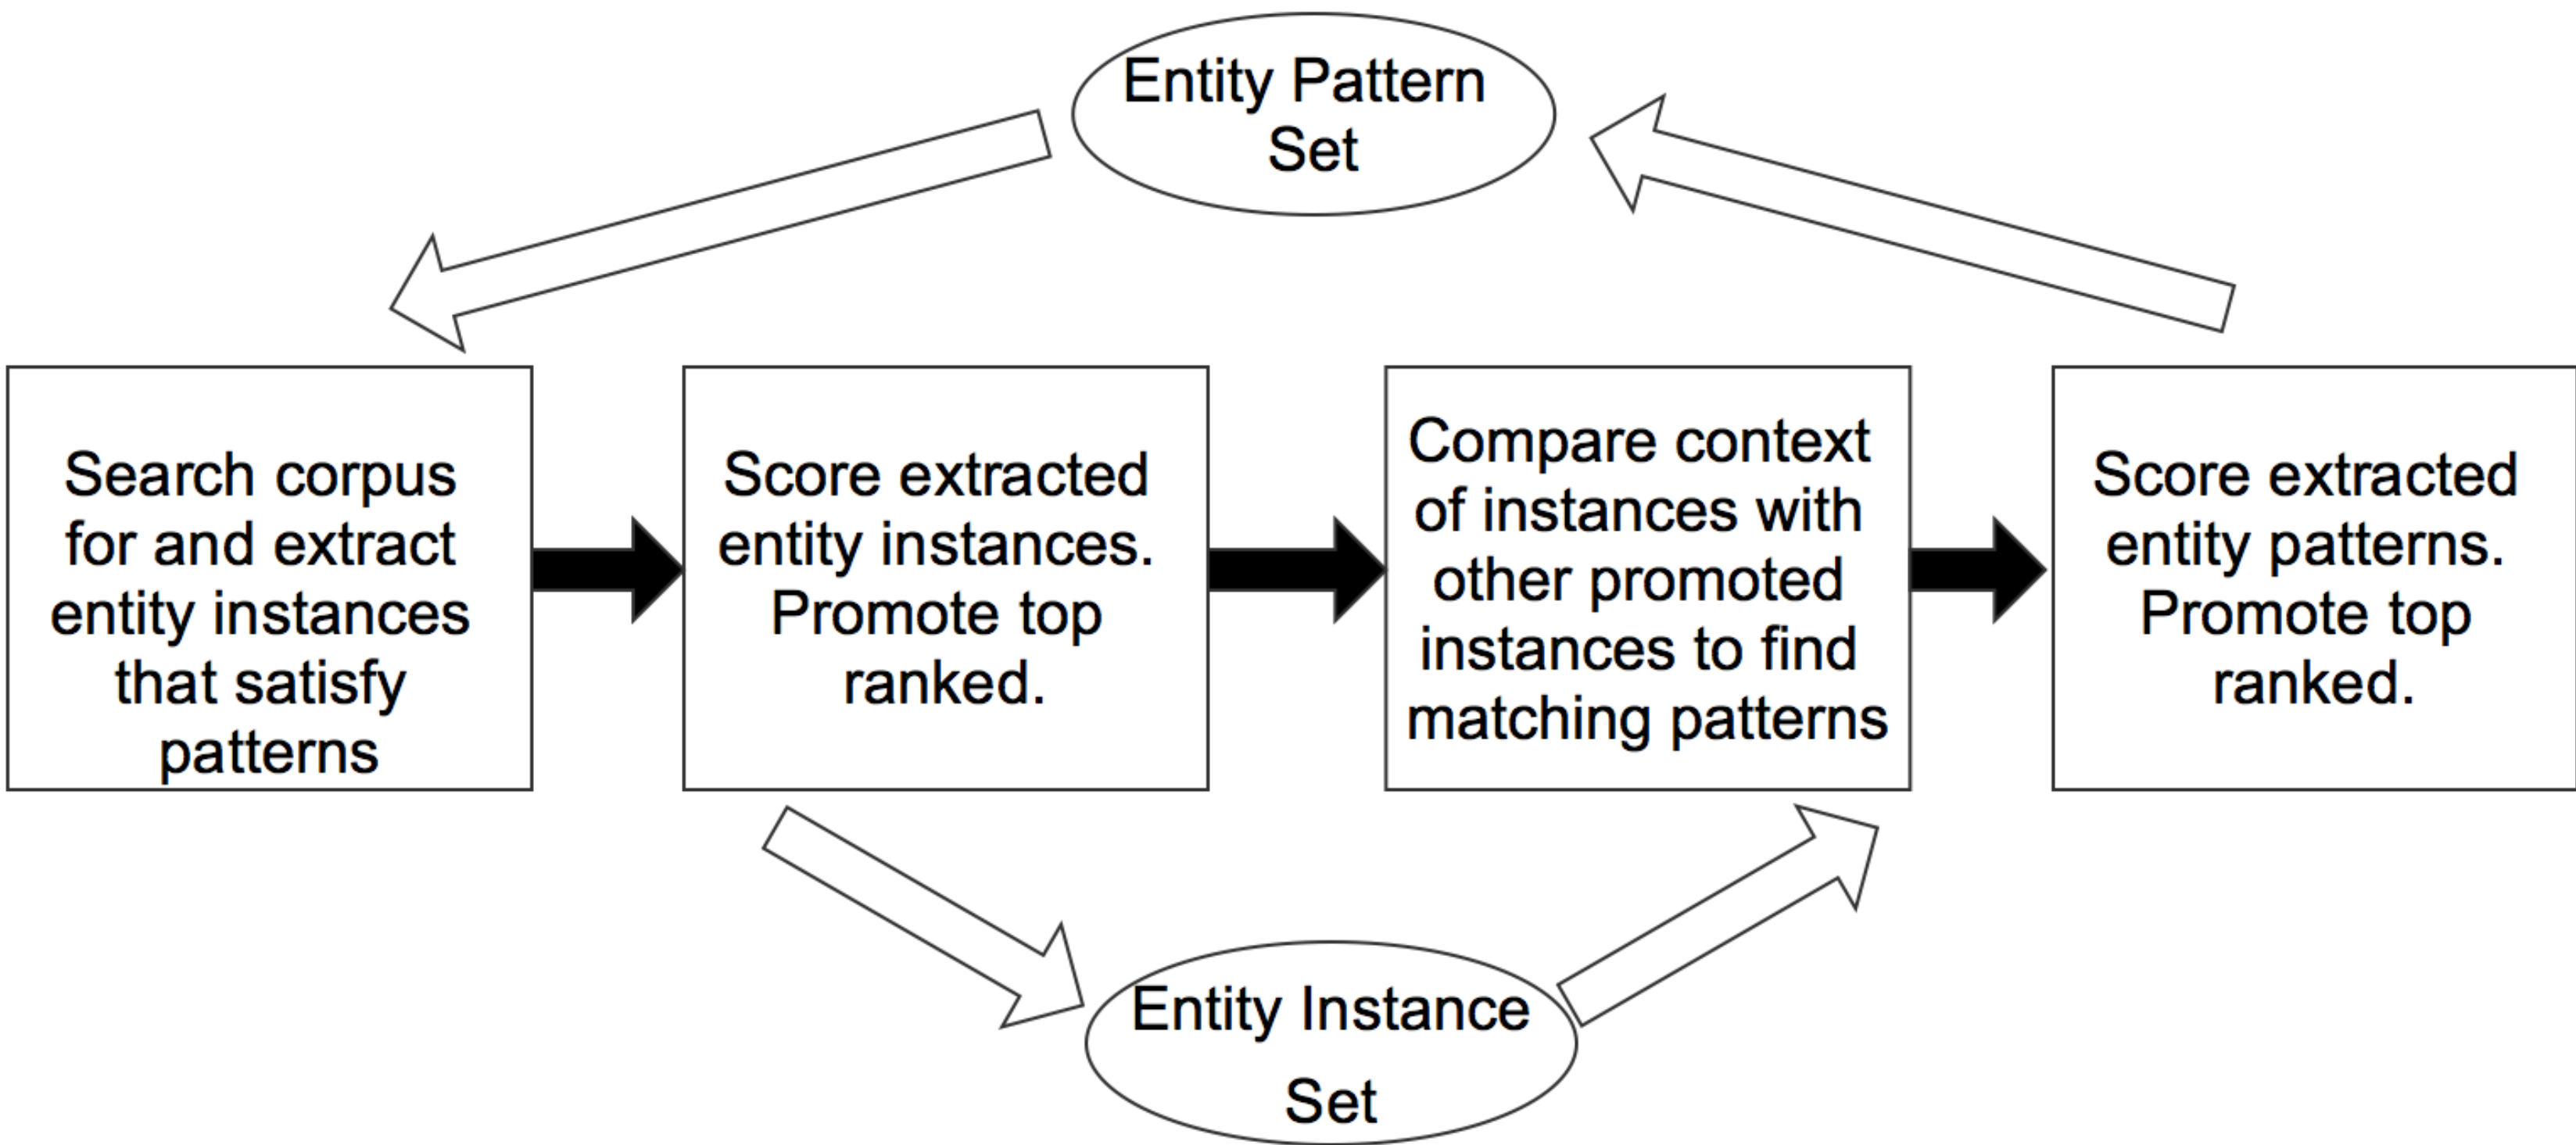 Entity Pattern
Set
Search corpus
for and extract
entity instances
that satisfy
patterns
Score extracted
entity instances.
Promote top
ranked.
Compare context
of instances with
other promoted
instances to find
matching patterns
Score extracted
entity patterns.
Promote top
ranked.
Entity Instance
Set